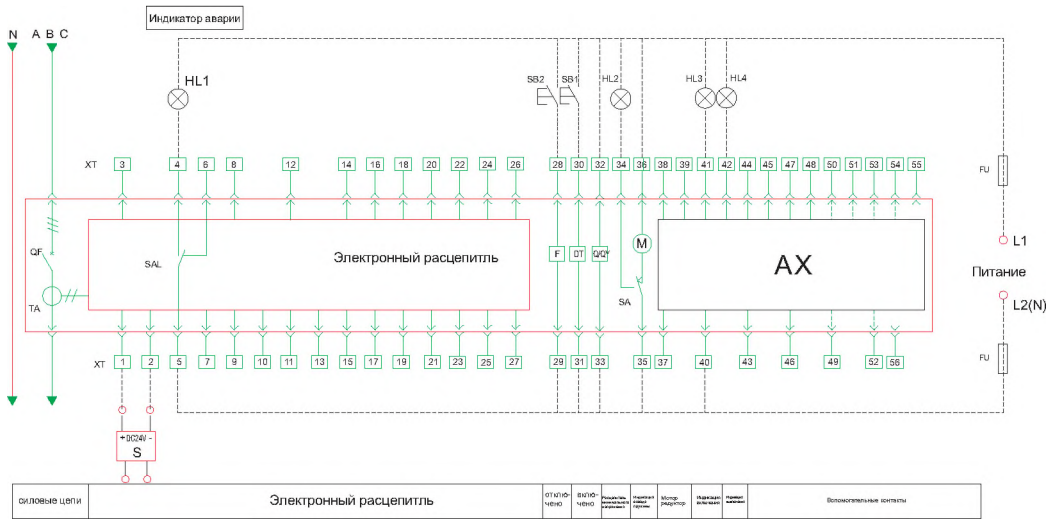 Индикатор аварии
N A B C
HL1
SB2 SB1 HL2 HL3 HL4
XT 3 4 6 8 12 14 16 18 20 22 24 26 28 30 32 34 36 38 39 41 42 44 45 47 48 50 51 53 54 55
FU
L1
QF
SAL
Электронный расцепитль
F DT Q/QY M
SA
AX
Питание
TA
L2(N)
XT 1 2 5 7 9 10 11 13 15 17 19 21 23 25 27 29 31 33 35 37 40 43 46 49 52 56
FU
+ DC24V -
S
силовые цепи
Электронный расцепитль
отклю-
чено
вклю-
чено
Мотор
редуктор
Индикация
включения
Вспомогательные контакты